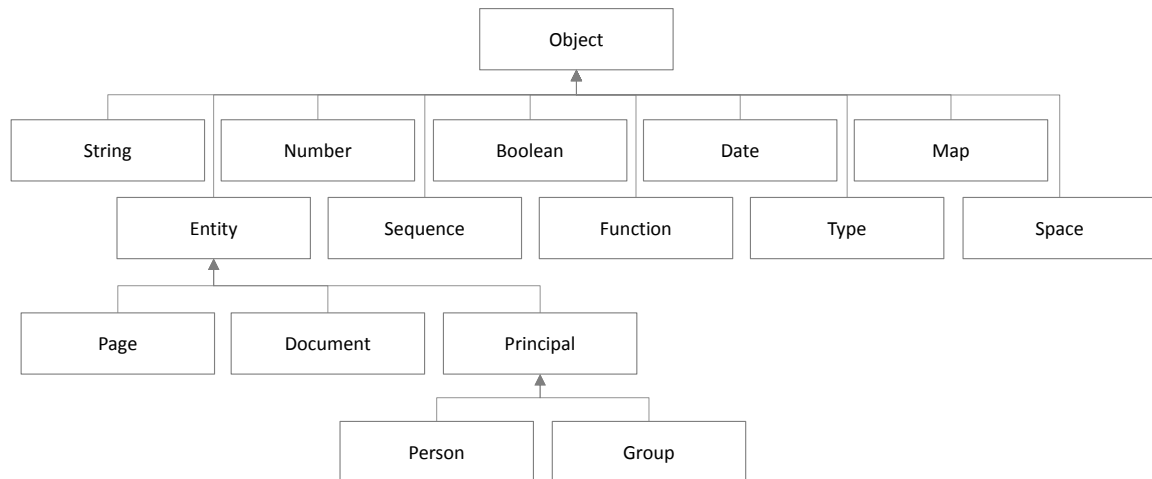 Object
String
Number
Boolean
Date
Map
Entity
Sequence
Function
Type
Space
Page
Document
Principal
Person
Group